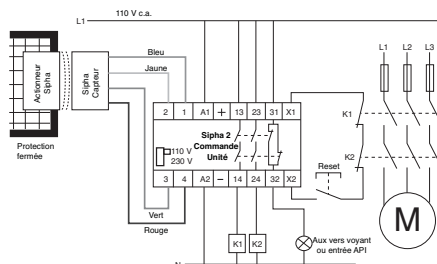 110 V c.a.
L1
L1 L2 L3
Bleu
Jaune
Actionneur
Sipha
Sipha
Capteur
2 1 A1 + 13 23 31 X1
K1
Sipha 2
Commande
Unité
110 V
230 V
Protection
fermée
K2
Reset
3 4 A2 − 14 24 32 X2
Vert
Rouge
M
K1 K2
Aux vers voyant
ou entrée API
N